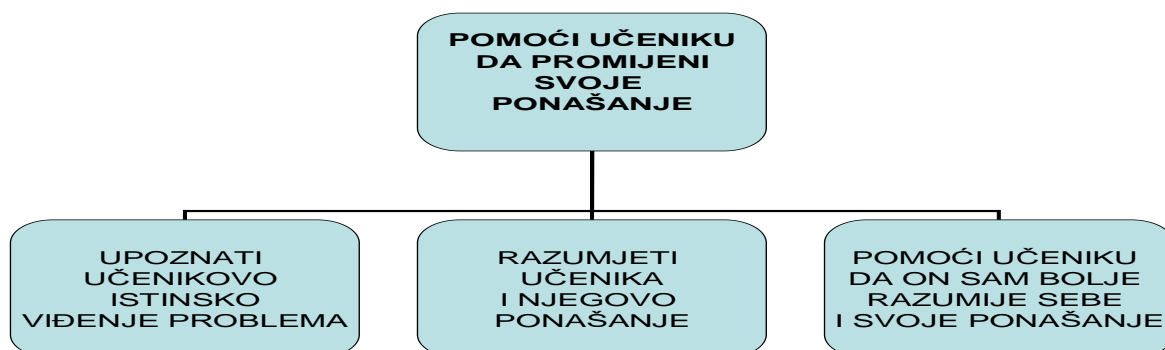 POMOĆI UČENIKU
DA PROMIJENI
SVOJE
PONAŠANJE
UPOZNATI
UČENIKOVO
ISTINSKO
VIĐENJE PROBLEMA
RAZUMJETI
UČENIKA
I NJEGOVO
PONAŠANJE
POMOĆI UČENIKU
DA ON SAM BOLJE
RAZUMIJE SEBE
I SVOJE PONAŠANJE